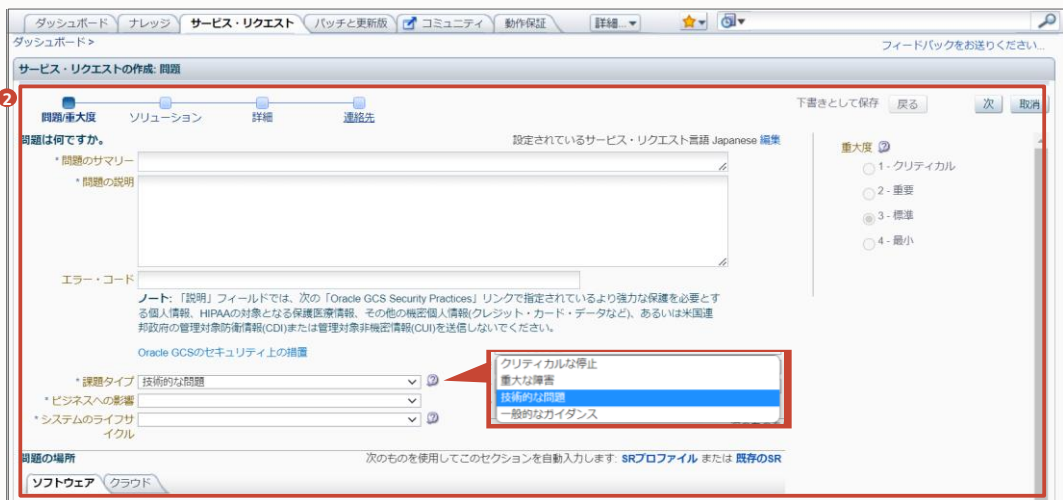 ダッシュボード ナレッジ サービス・リクエスト パッチと更新版 コミュニティ 動作保証 詳細...
ダッシュボード >
フィードバックをお送りください...
サービス・リクエストの作成: 問題
2
問題/重大度 ソリューション 詳細 連絡先
下書きとして保存 戻る 次 取消
問題は何ですか。
設定されているサービス・リクエスト言語 Japanese 編集
* 問題のサマリー
* 問題の説明
エラー・コード
重大度
1 - クリティカル
2 - 重要
3 - 標準
4 - 最小
ノート: 「説明」フィールドでは、次の「Oracle GCS Security Practices」リンクで指定されているより強力な保護を必要とす
る個人情報、HIPAAの対象となる保護医療情報、その他の機密個人情報(クレジット・カード・データなど)、あるいは米国連
邦政府の管理対象防衛情報(CDI)または管理対象非機密情報(CUI)を送信しないでください。
Oracle GCSのセキュリティ上の措置
* 課題タイプ 技術的な問題
* ビジネスへの影響
* システムのライフサ
イクル
クリティカルな停止
重大な障害
技術的な問題
一般的なガイダンス
問題の場所
次のものを使用してこのセクションを自動入力します: SRプロファイル または 既存のSR
ソフトウェア クラウド